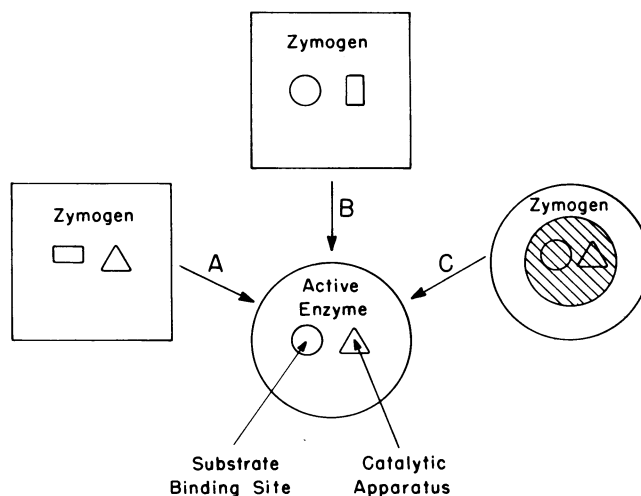 Zymogen
Zymogen
Zymogen
A
B
C
Active
Enzyme
Substrate
Binding Site
Catalytic
Apparatus